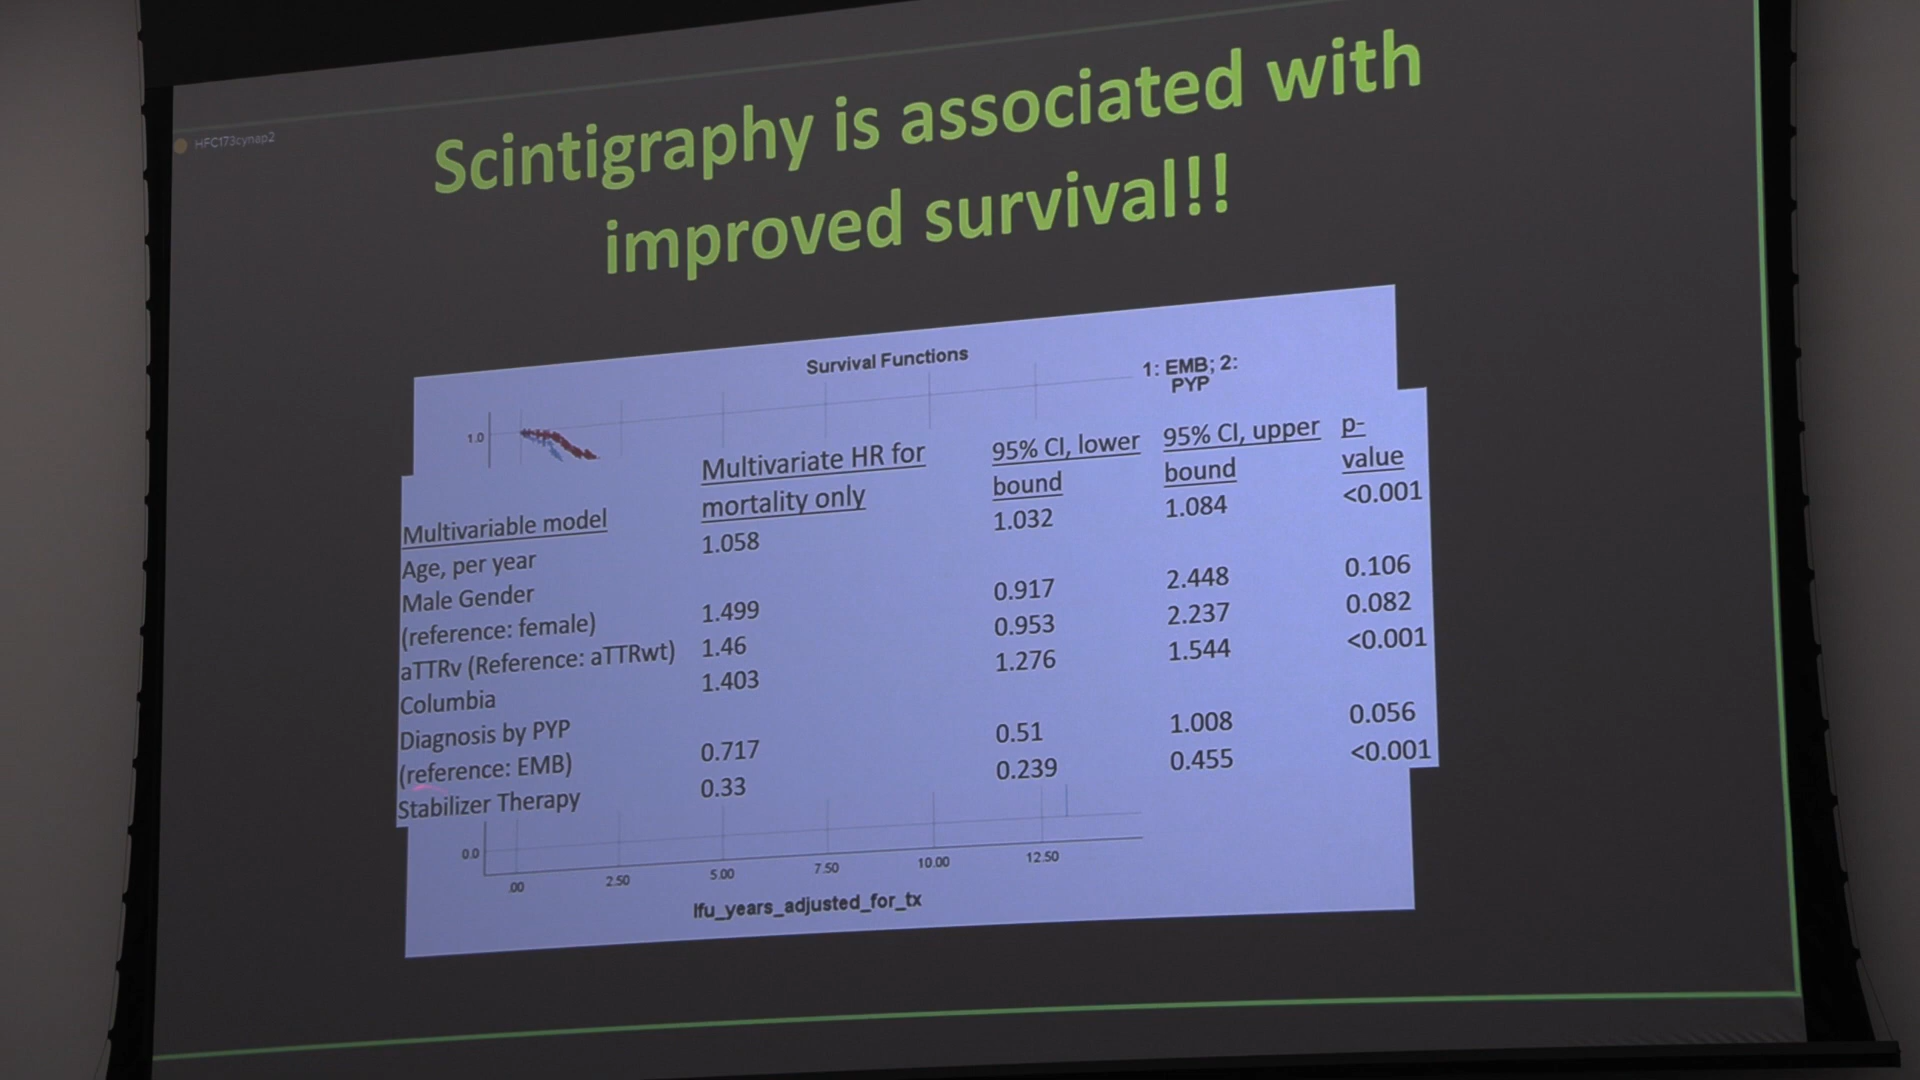 HFC173cynap2
Scintigraphy is associated with
improved survival!!
Survival Functions
1: EMB; 2:
PYP
1.0
Multivariable model
Multivariate HR for
mortality only
95% CI, lower
bound
95% CI, upper
bound
p-
value
Age, per year
1.058
1.032
1.084
<0.001
Male Gender
(reference: female)
1.499
0.917
2.448
0.106
aTTRv (Reference: aTTRwt)
1.46
0.953
2.237
0.082
Columbia
1.403
1.276
1.544
<0.001
Diagnosis by PYP
(reference: EMB)
0.717
0.51
1.008
0.056
Stabilizer Therapy
0.33
0.239
0.455
<0.001
0.0
.00
2.50
5.00
7.50
10.00
12.50
lfu_years_adjusted_for_tx